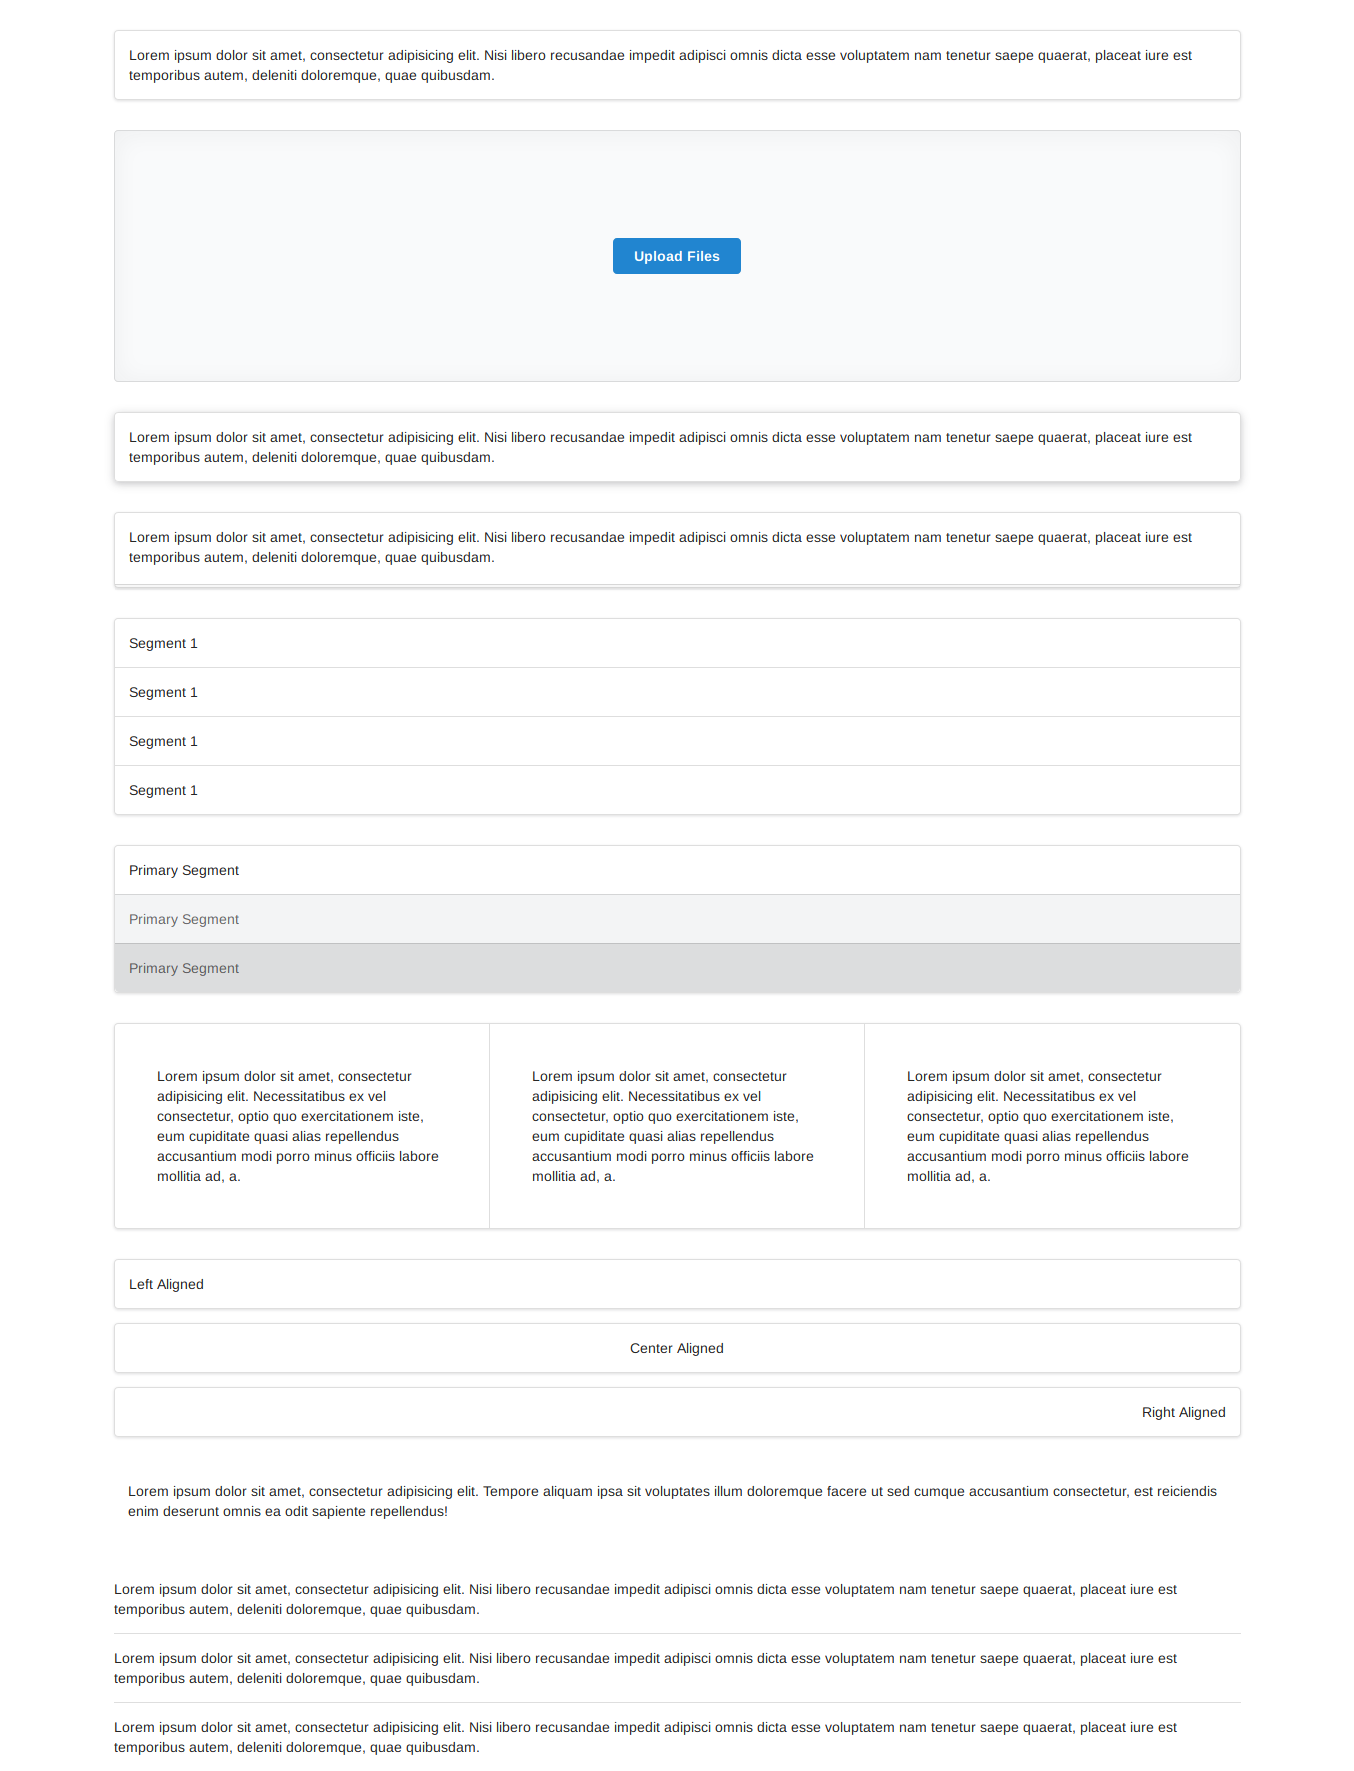 Lorem ipsum dolor sit amet, consectetur adipisicing elit. Nisi libero recusandae impedit adipisci omnis dicta esse voluptatem nam tenetur saepe quaerat, placeat iure est
temporibus autem, deleniti doloremque, quae quibusdam.
Upload Files
Lorem ipsum dolor sit amet, consectetur adipisicing elit. Nisi libero recusandae impedit adipisci omnis dicta esse voluptatem nam tenetur saepe quaerat, placeat iure est
temporibus autem, deleniti doloremque, quae quibusdam.
Lorem ipsum dolor sit amet, consectetur adipisicing elit. Nisi libero recusandae impedit adipisci omnis dicta esse voluptatem nam tenetur saepe quaerat, placeat iure est
temporibus autem, deleniti doloremque, quae quibusdam.
Segment 1
Segment 1
Segment 1
Segment 1
Primary Segment
Primary Segment
Primary Segment
Lorem ipsum dolor sit amet, consectetur
adipisicing elit. Necessitatibus ex vel
consectetur, optio quo exercitationem iste,
eum cupiditate quasi alias repellendus
accusantium modi porro minus officiis labore
mollitia ad, a.
Lorem ipsum dolor sit amet, consectetur
adipisicing elit. Necessitatibus ex vel
consectetur, optio quo exercitationem iste,
eum cupiditate quasi alias repellendus
accusantium modi porro minus officiis labore
mollitia ad, a.
Lorem ipsum dolor sit amet, consectetur
adipisicing elit. Necessitatibus ex vel
consectetur, optio quo exercitationem iste,
eum cupiditate quasi alias repellendus
accusantium modi porro minus officiis labore
mollitia ad, a.
Left Aligned
Center Aligned
Right Aligned
Lorem ipsum dolor sit amet, consectetur adipisicing elit. Tempore aliquam ipsa sit voluptates illum doloremque facere ut sed cumque accusantium consectetur, est reiciendis
enim deserunt omnis ea odit sapiente repellendus!
Lorem ipsum dolor sit amet, consectetur adipisicing elit. Nisi libero recusandae impedit adipisci omnis dicta esse voluptatem nam tenetur saepe quaerat, placeat iure est
temporibus autem, deleniti doloremque, quae quibusdam.
Lorem ipsum dolor sit amet, consectetur adipisicing elit. Nisi libero recusandae impedit adipisci omnis dicta esse voluptatem nam tenetur saepe quaerat, placeat iure est
temporibus autem, deleniti doloremque, quae quibusdam.
Lorem ipsum dolor sit amet, consectetur adipisicing elit. Nisi libero recusandae impedit adipisci omnis dicta esse voluptatem nam tenetur saepe quaerat, placeat iure est
temporibus autem, deleniti doloremque, quae quibusdam.